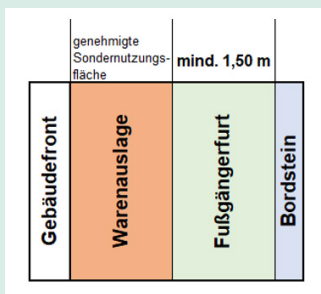 genehmigte
Sondernutzungs-
fläche
mind. 1,50 m
Gebäudefront
Warenauslage
Fußgängerfurt
Bordstein